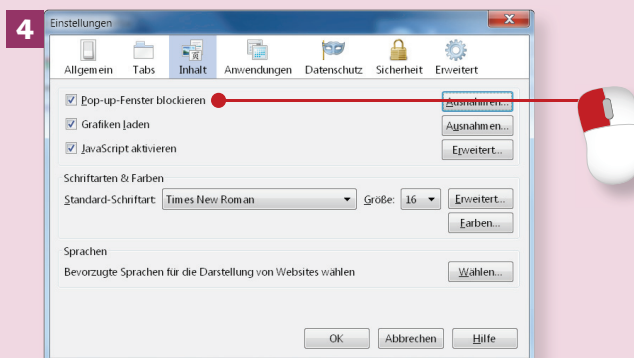 4
Einstellungen
Allgemein Tabs Inhalt Anwendungen Datenschutz Sicherheit Erweitert
Pop-up-Fenster blockieren Ausnahmen...
Grafiken laden Ausnahmen...
JavaScript aktivieren Erweitert...
Schriftarten & Farben
Standard-Schriftart: Times New Roman Größe: 16 Erweitert...
Farben...
Sprachen
Bevorzugte Sprachen für die Darstellung von Websites wählen Wählen...
OK Abbrechen Hilfe